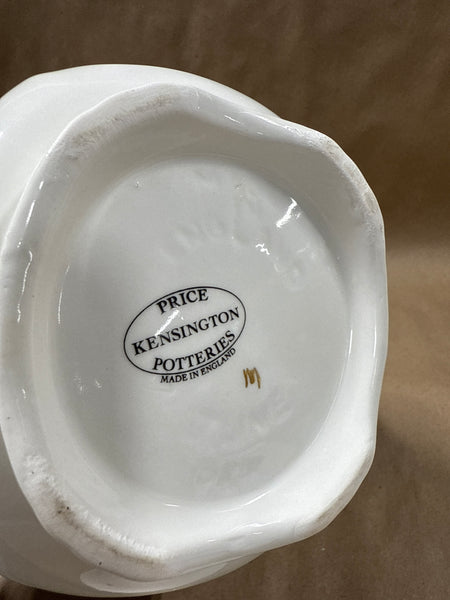 PRICE
KENSINGTON
POTTERIES
MADE IN ENGLAND
M